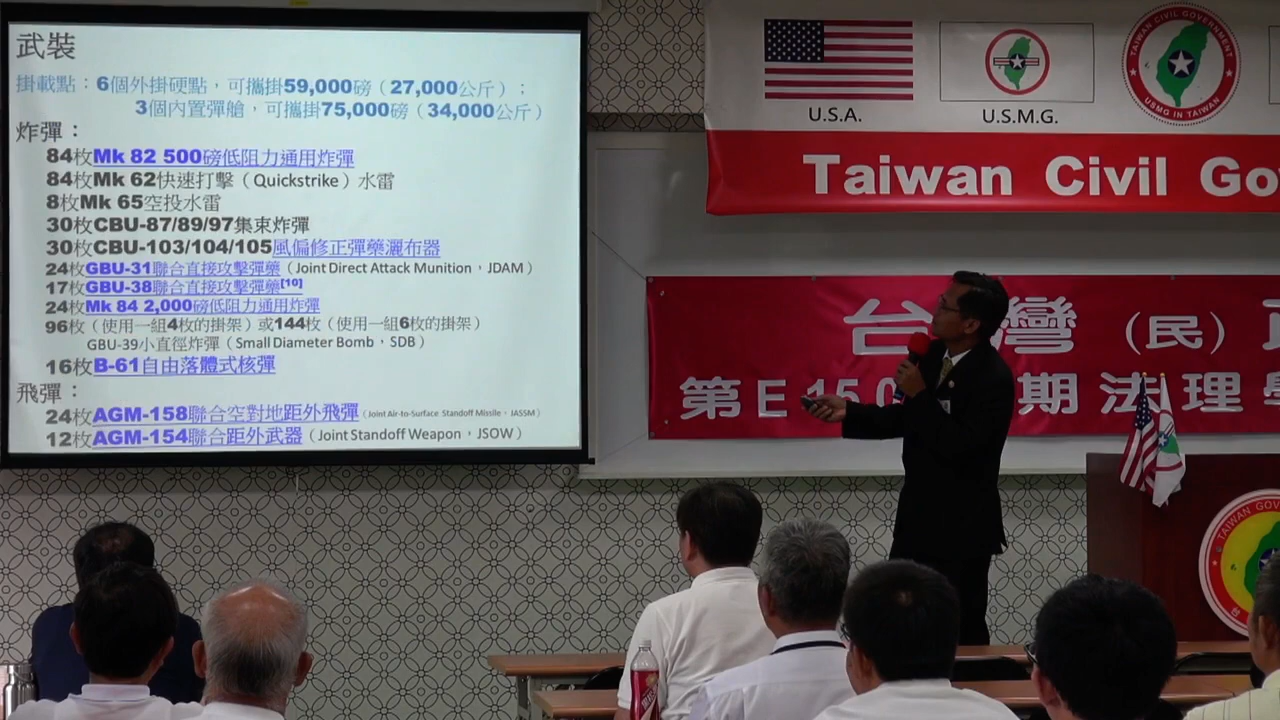 武裝
掛載點：6個外掛硬點，可攜掛59,000磅（27,000公斤）；
3個內置彈艙，可攜掛75,000磅（34,000公斤）
炸彈：
84枚Mk 82 500磅低阻力通用炸彈
84枚Mk 62快速打擊（Quickstrike）水雷
8枚Mk 65空投水雷
30枚CBU-87/89/97集束炸彈
30枚CBU-103/104/105風偏修正彈藥灑布器
24枚GBU-31聯合直接攻擊彈藥（Joint Direct Attack Munition，JDAM）
17枚GBU-38聯合直接攻擊彈藥[10]
24枚Mk 84 2,000磅低阻力通用炸彈
96枚（使用一組4枚的掛架）或144枚（使用一組6枚的掛架）
GBU-39小直徑炸彈（Small Diameter Bomb，SDB）
16枚B-61自由落體式核彈
飛彈：
24枚AGM-158聯合空對地距外飛彈（Joint Air-to-Surface Standoff Missile，JASSM）
12枚AGM-154聯合距外武器（Joint Standoff Weapon，JSOW）
U.S.A.
U.S.M.G.
TAIWAN CIVIL GOVERNMENT
USMG IN TAIWAN
Taiwan Civil Go
台灣（民）
第E150 期法理
TAIWAN GOV